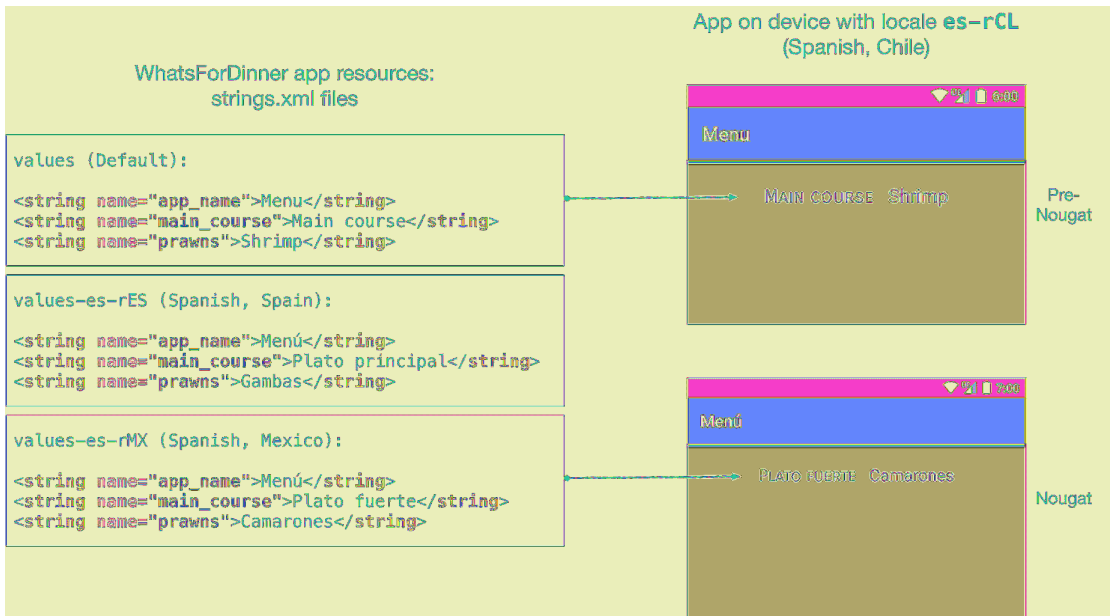 App on device with locale es-rCL
(Spanish, Chile)
WhatsForDinner app resources:
strings.xml files
values (Default):
<string name="app_name">Menu</string>
<string name="main_course">Main course</string>
<string name="prawns">Shrimp</string>
values-es-rES (Spanish, Spain):
<string name="app_name">Menú</string>
<string name="main_course">Plato principal</string>
<string name="prawns">Gambas</string>
values-es-rMX (Spanish, Mexico):
<string name="app_name">Menú</string>
<string name="main_course">Plato fuerte</string>
<string name="prawns">Camarones</string>
6:00
Menu
MAIN COURSE Shrimp
Pre-
Nougat
7:00
Menú
PLATO FUERTE Camarones
Nougat